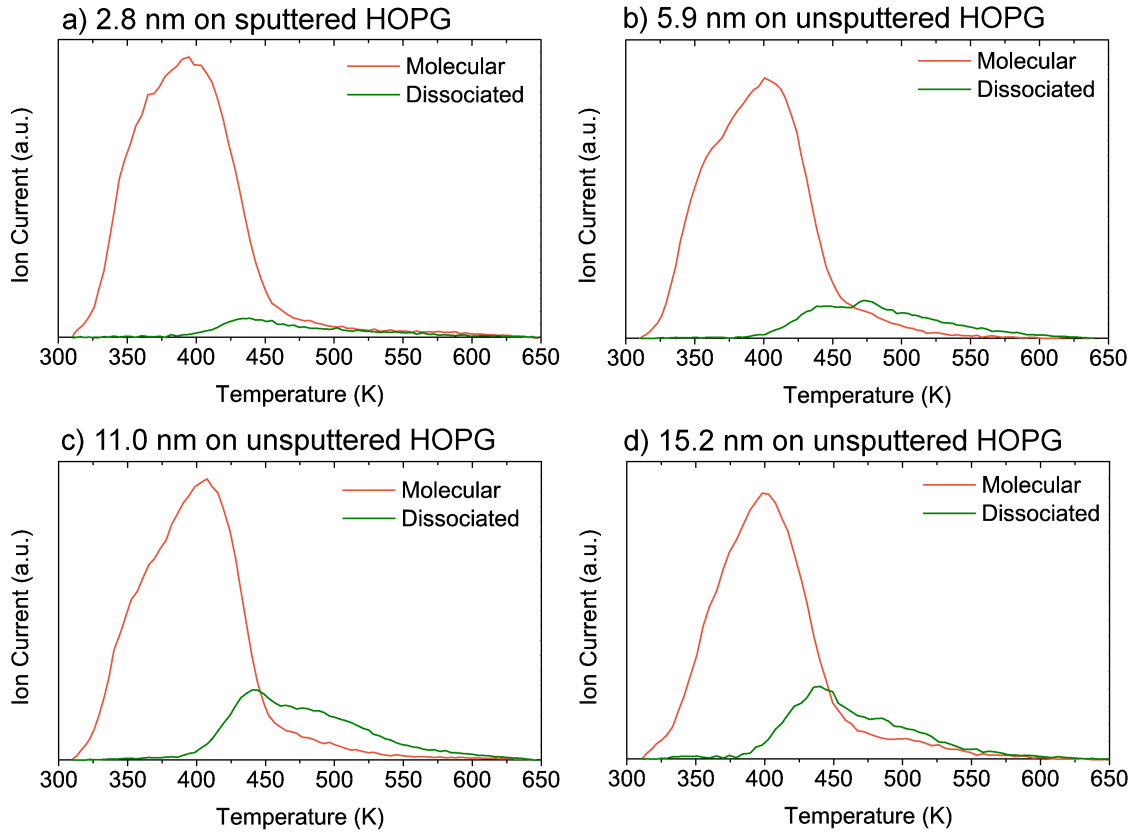 a) 2.8 nm on sputtered HOPG
Ion Current (a.u.)
Molecular
Dissociated
300 350 400 450 500 550 600 650
Temperature (K)
b) 5.9 nm on unsputtered HOPG
Ion Current (a.u.)
Molecular
Dissociated
300 350 400 450 500 550 600 650
Temperature (K)
c) 11.0 nm on unsputtered HOPG
Ion Current (a.u.)
Molecular
Dissociated
300 350 400 450 500 550 600 650
Temperature (K)
d) 15.2 nm on unsputtered HOPG
Ion Current (a.u.)
Molecular
Dissociated
300 350 400 450 500 550 600 650
Temperature (K)